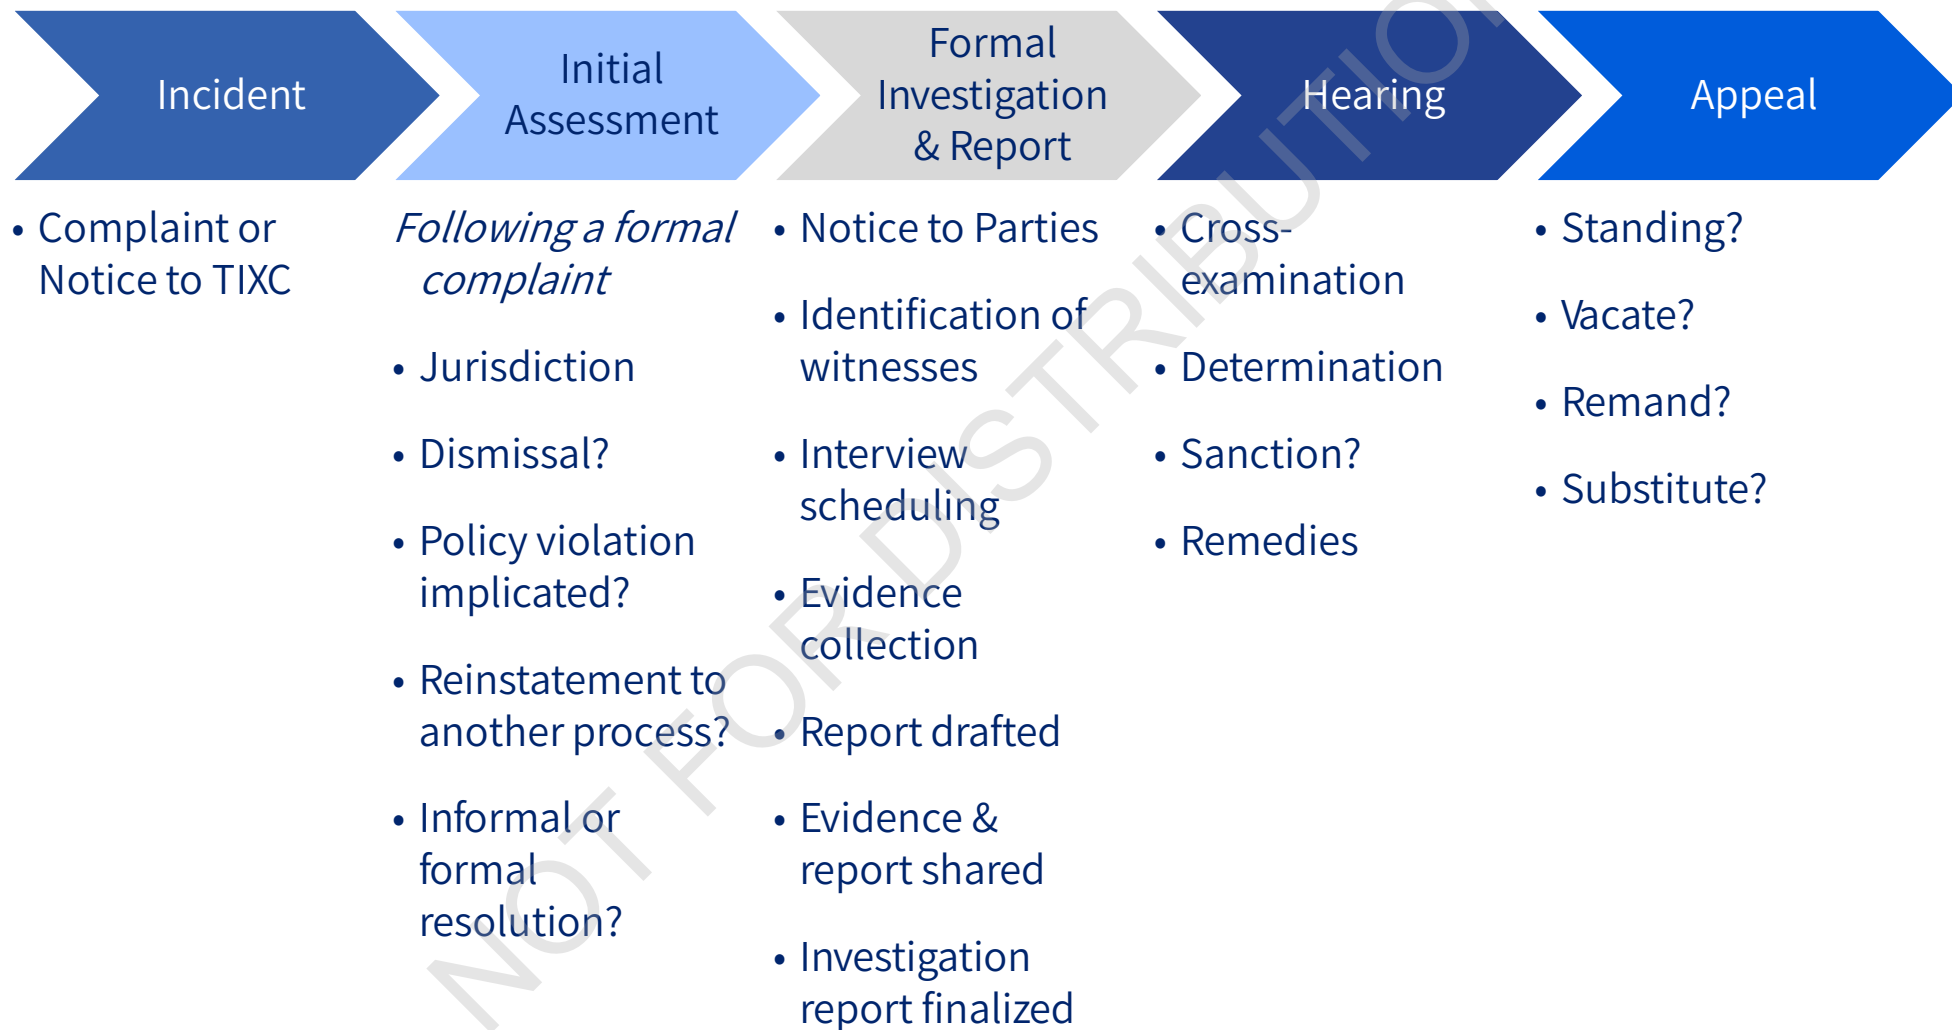 Incident
Initial
Assessment
Formal
Investigation
& Report
Hearing
Appeal
• Complaint or
Notice to TIXC
Following a formal
complaint
• Jurisdiction
• Dismissal?
• Policy violation
implicated?
• Reinstatement to
another process?
• Informal or
formal
resolution?
• Notice to Parties
• Identification of
witnesses
• Interview
scheduling
• Evidence
collection
• Report drafted
• Evidence &
report shared
• Investigation
report finalized
• Cross-
examination
• Determination
• Sanction?
• Remedies
• Standing?
• Vacate?
• Remand?
• Substitute?
NOT FOR DISTRIBUTION